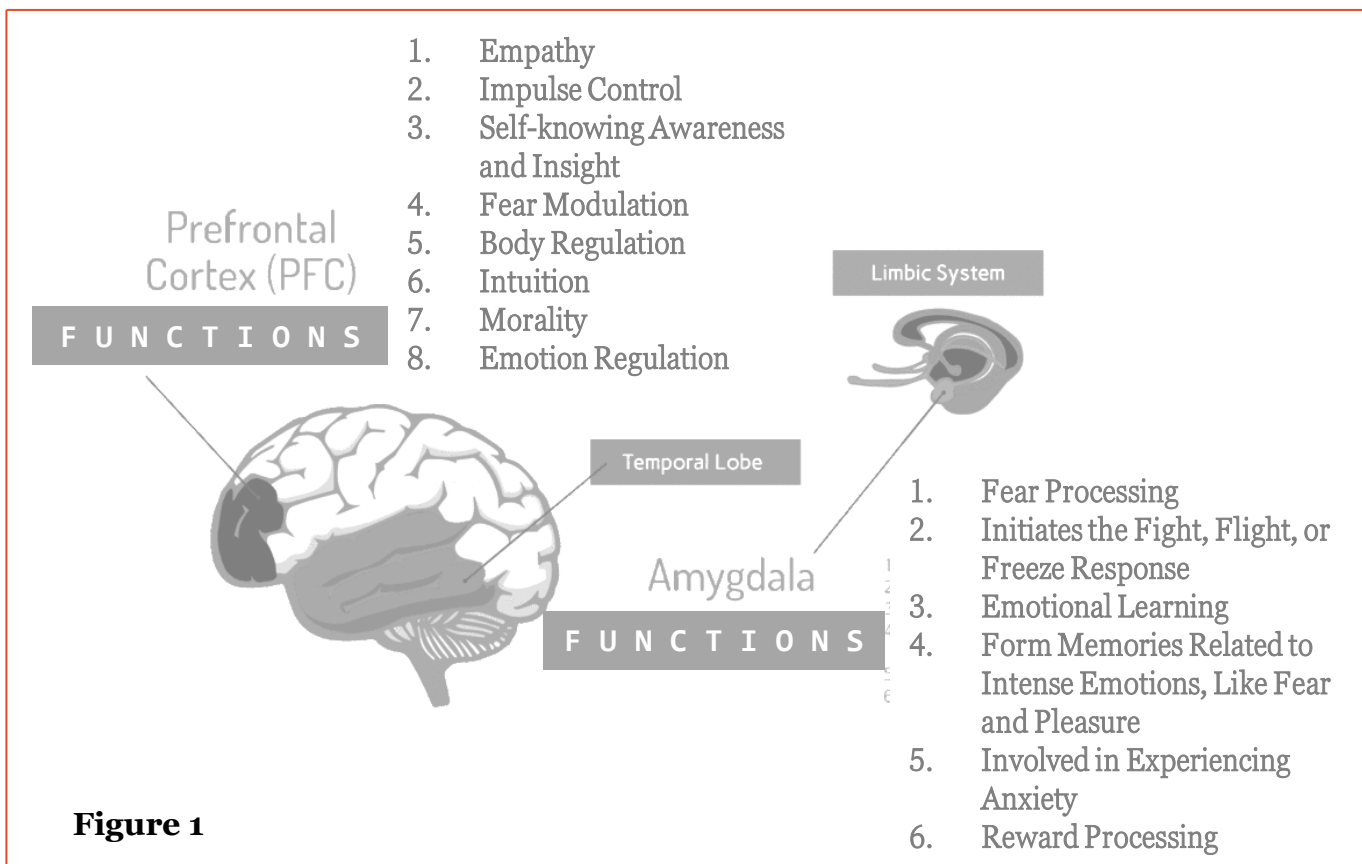 1. Empathy
2. Impulse Control
3. Self-knowing Awareness
and Insight
4. Fear Modulation
5. Body Regulation
6. Intuition
7. Morality
8. Emotion Regulation
Prefrontal
Cortex (PFC)
FUNCTIONS
Limbic System
Temporal Lobe
Amygdala
FUNCTIONS
1. Fear Processing
2. Initiates the Fight, Flight, or
Freeze Response
3. Emotional Learning
4. Form Memories Related to
Intense Emotions, Like Fear
and Pleasure
5. Involved in Experiencing
Anxiety
6. Reward Processing
Figure 1